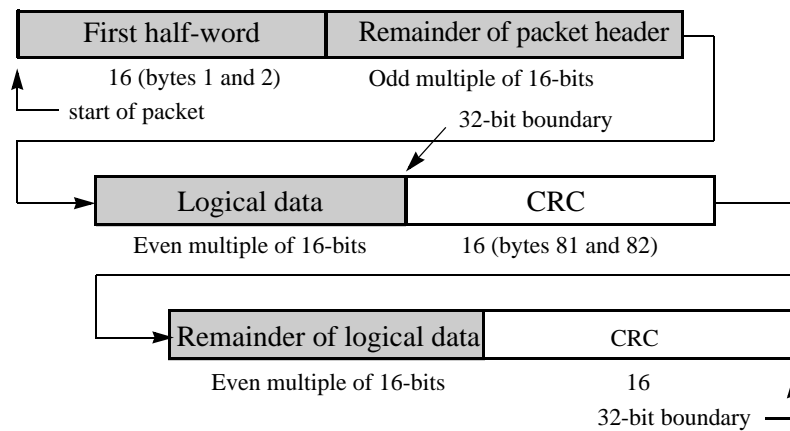 First half-word
Remainder of packet header
16 (bytes 1 and 2)
Odd multiple of 16-bits
start of packet
32-bit boundary
Logical data
CRC
Even multiple of 16-bits
16 (bytes 81 and 82)
Remainder of logical data
CRC
Even multiple of 16-bits
16
32-bit boundary